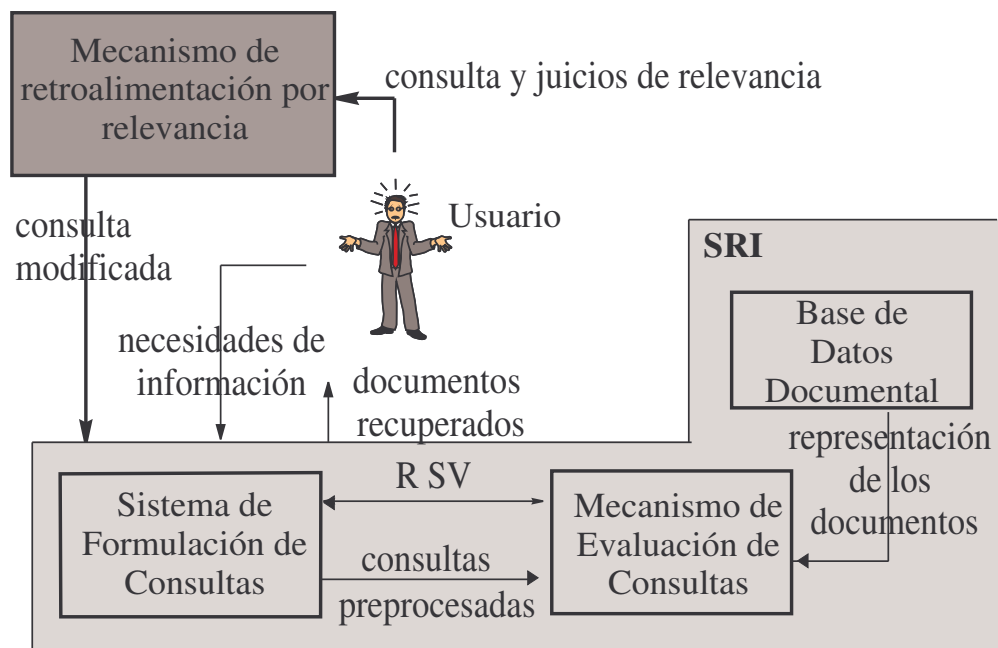 Mecanismo de
retroalimentación por
relevancia
consulta y juicios de relevancia
consulta
modificada
Usuario
SRI
Base de
Datos
Documental
necesidades de
información
documentos
recuperados
representación
de los
documentos
R SV
Sistema de
Formulación de
Consultas
consultas
preprocesadas
Mecanismo de
Evaluación de
Consultas